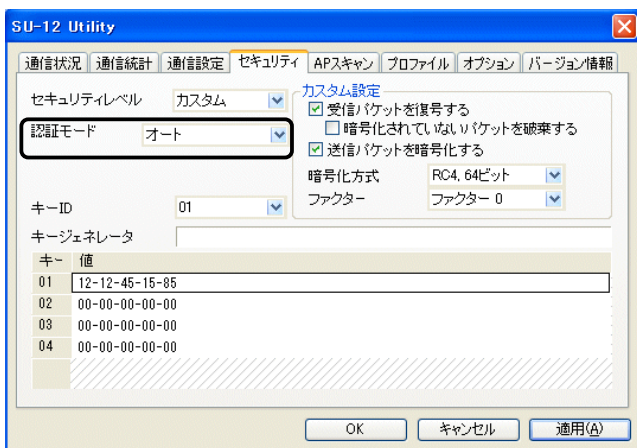 SU-12 Utility
通信状況 通信統計 通信設定 セキュリティ APスキャン プロファイル オプション バージョン情報
セキュリティレベル カスタム
認証モード オート
カスタム設定
受信パケットを復号する
暗号化されていないパケットを破棄する
送信パケットを暗号化する
暗号化方式 RC4, 64ビット
ファクター ファクター 0
キーID 01
キージェネレータ
キー 値
01 12-12-45-15-85
02 00-00-00-00-00
03 00-00-00-00-00
04 00-00-00-00-00
OK キャンセル 適用(A)